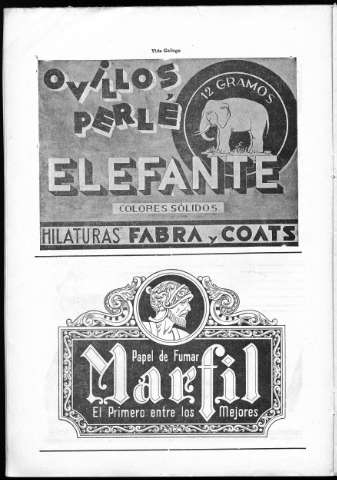 Vida Gallega
OVILLOS
PERLÉ
12 GRAMOS
ELEFANTE
COLORES SÓLIDOS
HILATURAS FABRA y COATS
Papel de Fumar
Marfil
El Primero entre los Mejores